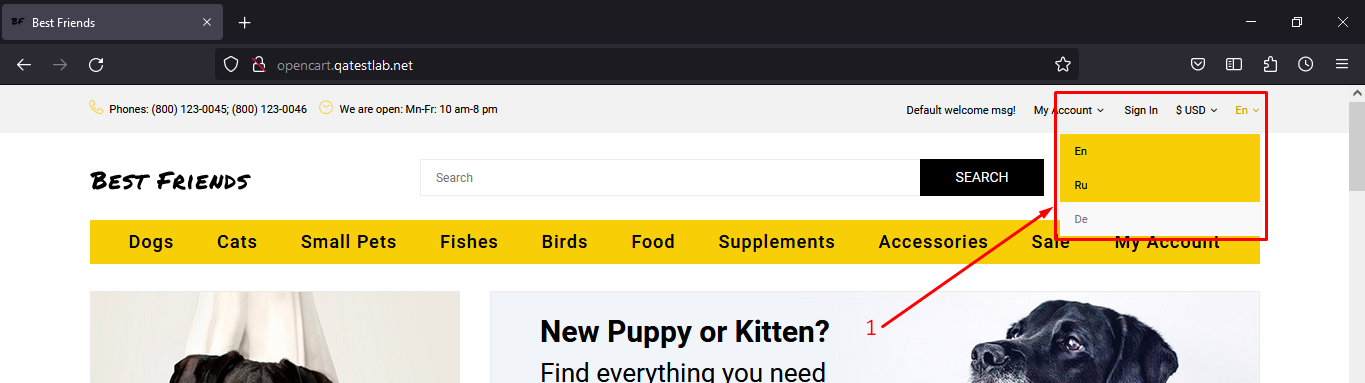 BF Best Friends
opencart.qatestlab.net
Phones: (800) 123-0045; (800) 123-0046 We are open: Mn-Fr: 10 am-8 pm Default welcome msg! My Account Sign In $ USD En
En
Ru
De
BEST FRIENDS Search SEARCH
Dogs Cats Small Pets Fishes Birds Food Supplements Accessories Sale My Account
New Puppy or Kitten?
1
Find everything you need